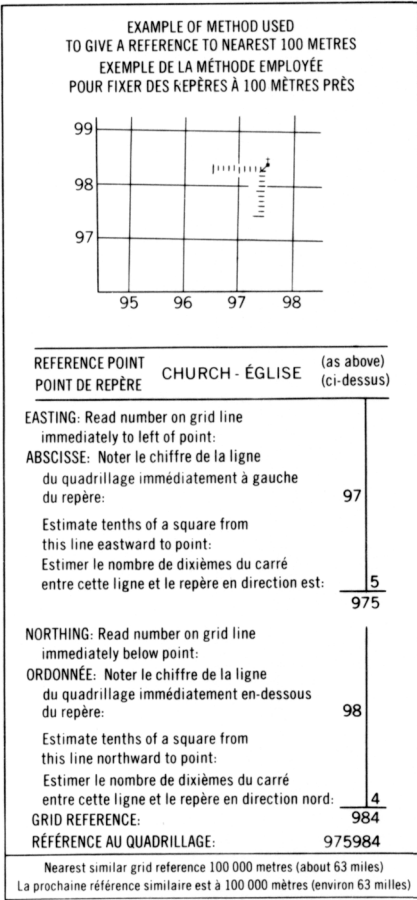 EXAMPLE OF METHOD USED
TO GIVE A REFERENCE TO NEAREST 100 METRES
EXEMPLE DE LA MÉTHODE EMPLOYÉE
POUR FIXER DES REPÈRES À 100 MÈTRES PRÈS
99
98
97
95 96 97 98
REFERENCE POINT
POINT DE REPÈRE
CHURCH - ÉGLISE
(as above)
(ci-dessus)
EASTING: Read number on grid line
immediately to left of point:
ABSCISSE: Noter le chiffre de la ligne
du quadrillage immédiatement à gauche
du repère: 97
Estimate tenths of a square from
this line eastward to point:
Estimer le nombre de dixièmes du carré
entre cette ligne et le repère en direction est: 5
975
NORTHING: Read number on grid line
immediately below point:
ORDONNÉE: Noter le chiffre de la ligne
du quadrillage immédiatement en-dessous
du repère: 98
Estimate tenths of a square from
this line northward to point:
Estimer le nombre de dixièmes du carré
entre cette ligne et le repère en direction nord: 4
GRID REFERENCE: 984
RÉFÉRENCE AU QUADRILLAGE: 975984
Nearest similar grid reference 100 000 metres (about 63 miles)
La prochaine référence similaire est à 100 000 mètres (environ 63 miles)